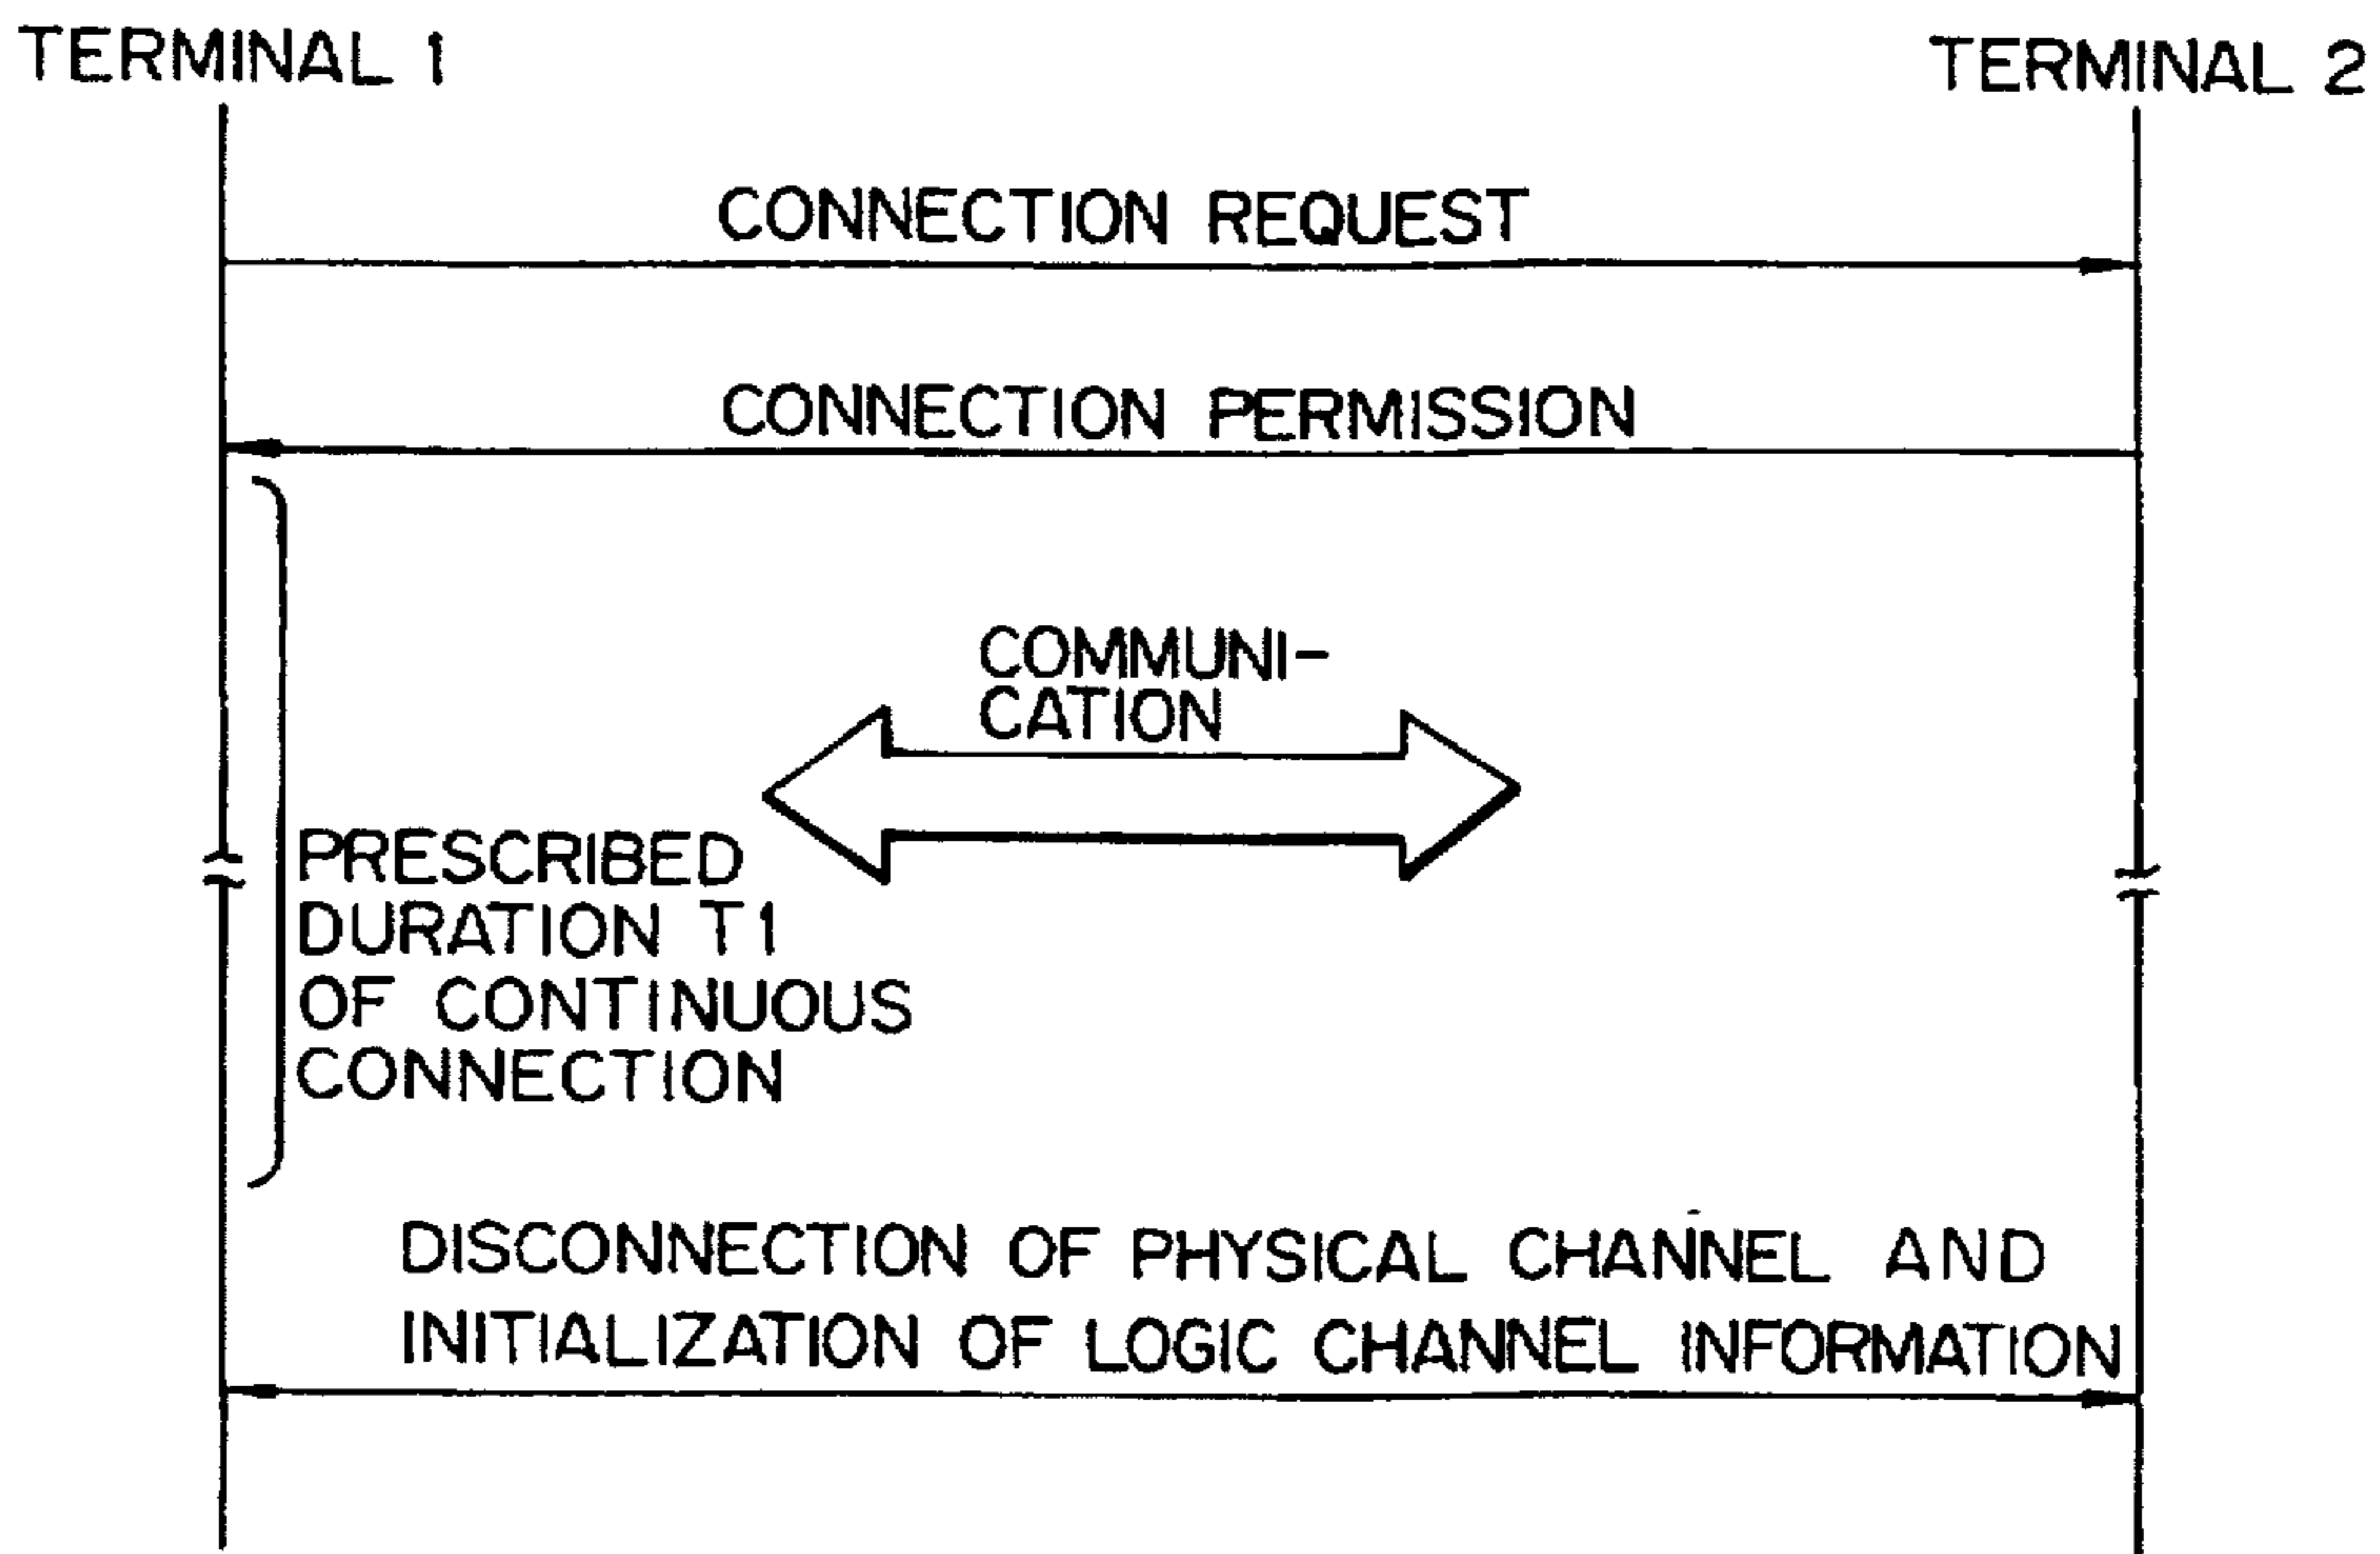 TERMINAL 1
TERMINAL 2
CONNECTION REQUEST
CONNECTION PERMISSION
COMMUNI-
CATION
PRESCRIBED
DURATION T1
OF CONTINUOUS
CONNECTION
DISCONNECTION OF PHYSICAL CHANNEL AND
INITIALIZATION OF LOGIC CHANNEL INFORMATION